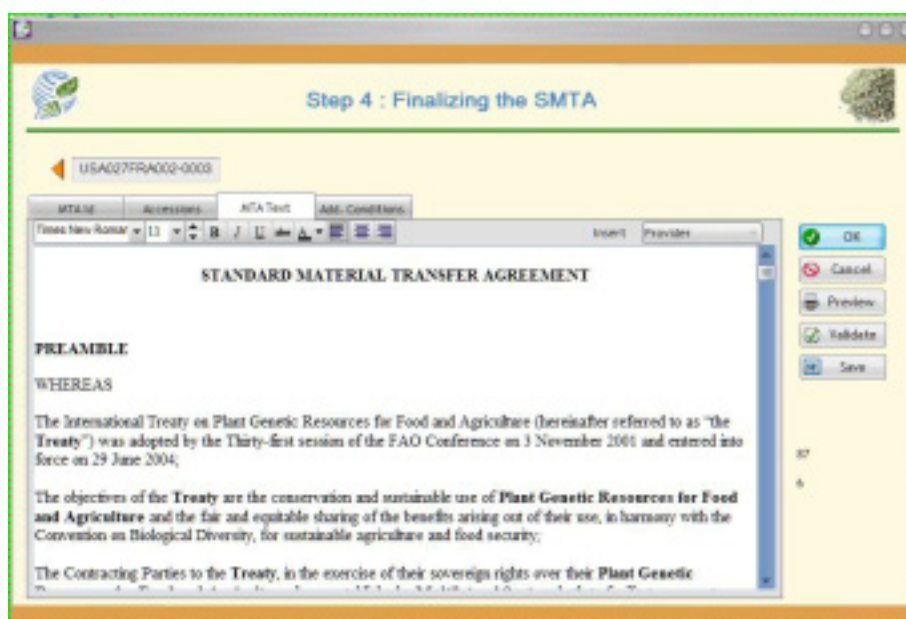 Step 4 : Finalizing the SMTA
USA027FRA002-0003
MTA Id Accessions MTA Text Add. Conditions
Times New Roman 11 B I U abc A Insert Provider
OK
Cancel
Preview
Validate
Save
STANDARD MATERIAL TRANSFER AGREEMENT
PREAMBLE
WHEREAS
The International Treaty on Plant Genetic Resources for Food and Agriculture (hereinafter referred to as “the
Treaty”) was adopted by the Thirty-first session of the FAO Conference on 3 November 2001 and entered into
force on 29 June 2004;
The objectives of the Treaty are the conservation and sustainable use of Plant Genetic Resources for Food
and Agriculture and the fair and equitable sharing of the benefits arising out of their use, in harmony with the
Convention on Biological Diversity, for sustainable agriculture and food security;
The Contracting Parties to the Treaty, in the exercise of their sovereign rights over their Plant Genetic
87
6